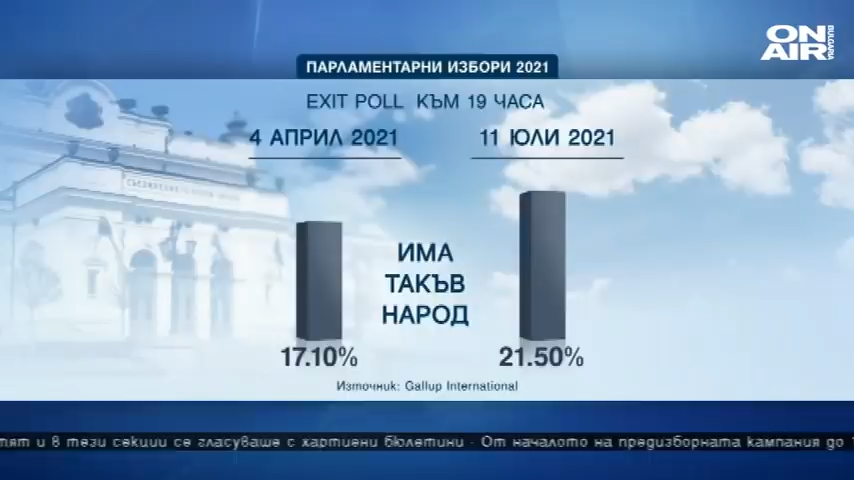 ON
AIR
BULGARIA
ПАРЛАМЕНТАРНИ ИЗБОРИ 2021
EXIT POLL КЪМ 19 ЧАСА
4 АПРИЛ 2021
11 ЮЛИ 2021
ИМА
ТАКЪВ
НАРОД
17.10%
21.50%
Източник: Gallup International
и в тези секции се гласуваше с хартиени бюлетини · От началото на предизборната кампания до